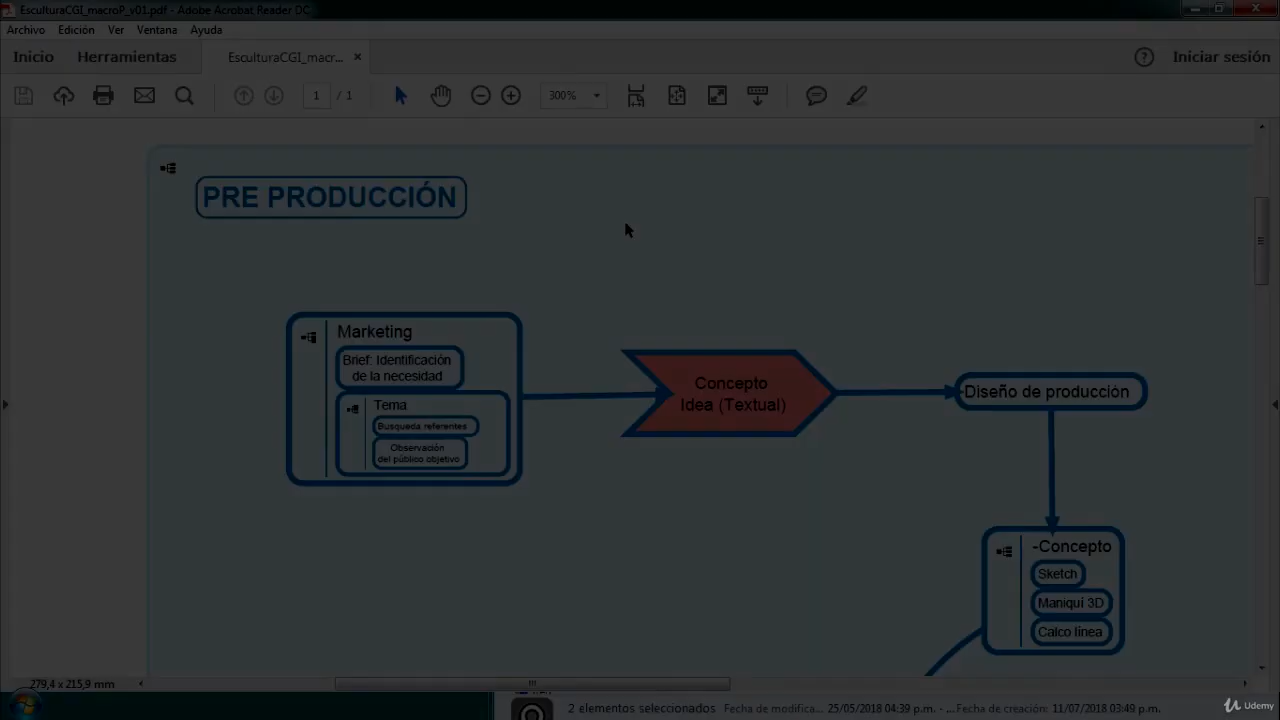 EsculturaCGI_macroP_v01.pdf - Adobe Acrobat Reader DC
Archivo Edición Ver Ventana Ayuda
Inicio Herramientas EsculturaCGI_macr... × Iniciar sesión
1 / 1 300%
PRE PRODUCCIÓN
Marketing
Brief: Identificación
de la necesidad
Tema
Busqueda referentes
Observación
del público objetivo
Concepto
Idea (Textual)
Diseño de producción
-Concepto
Sketch
Maniquí 3D
Calco línea
279,4 x 215,9 mm
2 elementos seleccionados Fecha de modifica... 25/05/2018 04:39 p.m. - ... Fecha de creación: 11/07/2018 03:49 p.m.
Udemy